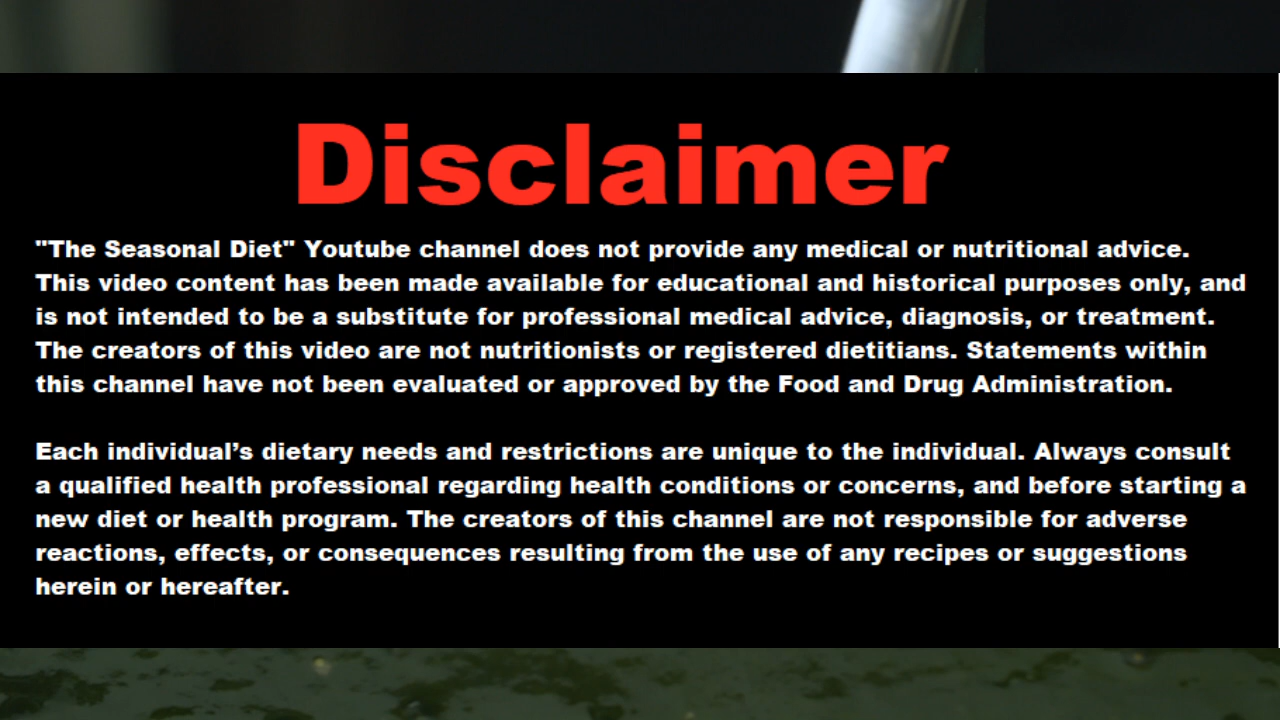 Disclaimer
"The Seasonal Diet" Youtube channel does not provide any medical or nutritional advice.
This video content has been made available for educational and historical purposes only, and
is not intended to be a substitute for professional medical advice, diagnosis, or treatment.
The creators of this video are not nutritionists or registered dietitians. Statements within
this channel have not been evaluated or approved by the Food and Drug Administration.
Each individual’s dietary needs and restrictions are unique to the individual. Always consult
a qualified health professional regarding health conditions or concerns, and before starting a
new diet or health program. The creators of this channel are not responsible for adverse
reactions, effects, or consequences resulting from the use of any recipes or suggestions
herein or hereafter.